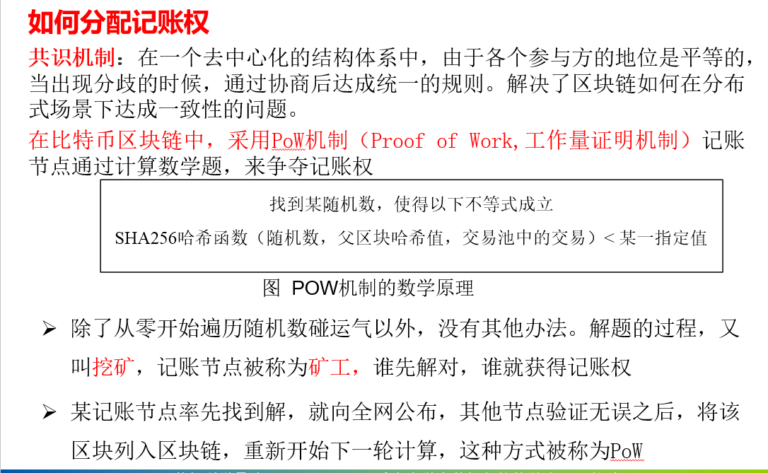 如何分配记账权
共识机制：在一个去中心化的结构体系中，由于各个参与方的地位是平等的，
当出现分歧的时候，通过协商后达成统一的规则。解决了区块链如何在分布
式场景下达成一致性的问题。
在比特币区块链中，采用PoW机制（Proof of Work,工作量证明机制）记账
节点通过计算数学题，来争夺记账权
找到某随机数，使得以下不等式成立
SHA256哈希函数（随机数，父区块哈希值，交易池中的交易）< 某一指定值
图 POW机制的数学原理
➢ 除了从零开始遍历随机数碰运气以外，没有其他办法。解题的过程，又
叫挖矿，记账节点被称为矿工，谁先解对，谁就获得记账权
➢ 某记账节点率先找到解，就向全网公布，其他节点验证无误之后，将该
区块列入区块链，重新开始下一轮计算，这种方式被称为PoW